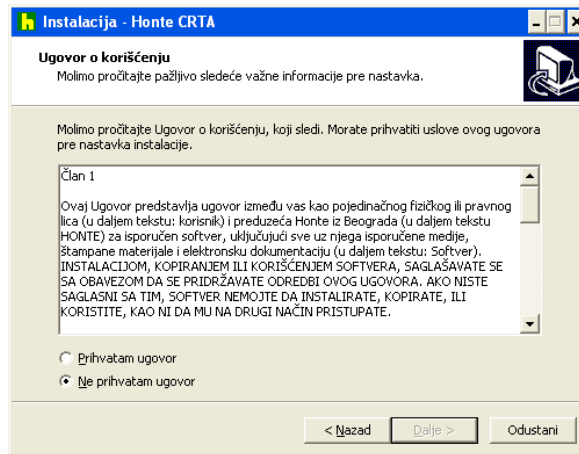 Instalacija - Honte CRTA
Ugovor o korišćenju
Molimo pročitajte pažljivo sledeće važne informacije pre nastavka.
Molimo pročitajte Ugovor o korišćenju, koji sledi. Morate prihvatiti uslove ovog ugovora
pre nastavka instalacije.
Član 1
Ovaj Ugovor predstavlja ugovor između vas kao pojedinačnog fizičkog ili pravnog
lica (u daljem tekstu: korisnik) i preduzeća Honte iz Beograda (u daljem tekstu
HONTE) za isporučen softver, uključujući sve uz njega isporučene medije,
štampane materijale i elektronsku dokumentaciju (u daljem tekstu: Softver).
INSTALACIJOM, KOPIRANJEM ILI KORIŠĆENJEM SOFTVERA, SAGLAŠAVATE SE
SA OBAVEZOM DA SE PRIDRŽAVATE ODREDBI OVOG UGOVORA. AKO NISTE
SAGLASNI SA TIM, SOFTVER NEMOJTE DA INSTALIRATE, KOPIRATE, ILI
KORISTITE, KAO NI DA MU NA DRUGI NAČIN PRISTUPATE.
Prihvatam ugovor
Ne prihvatam ugovor
< Nazad Dalje > Odustani